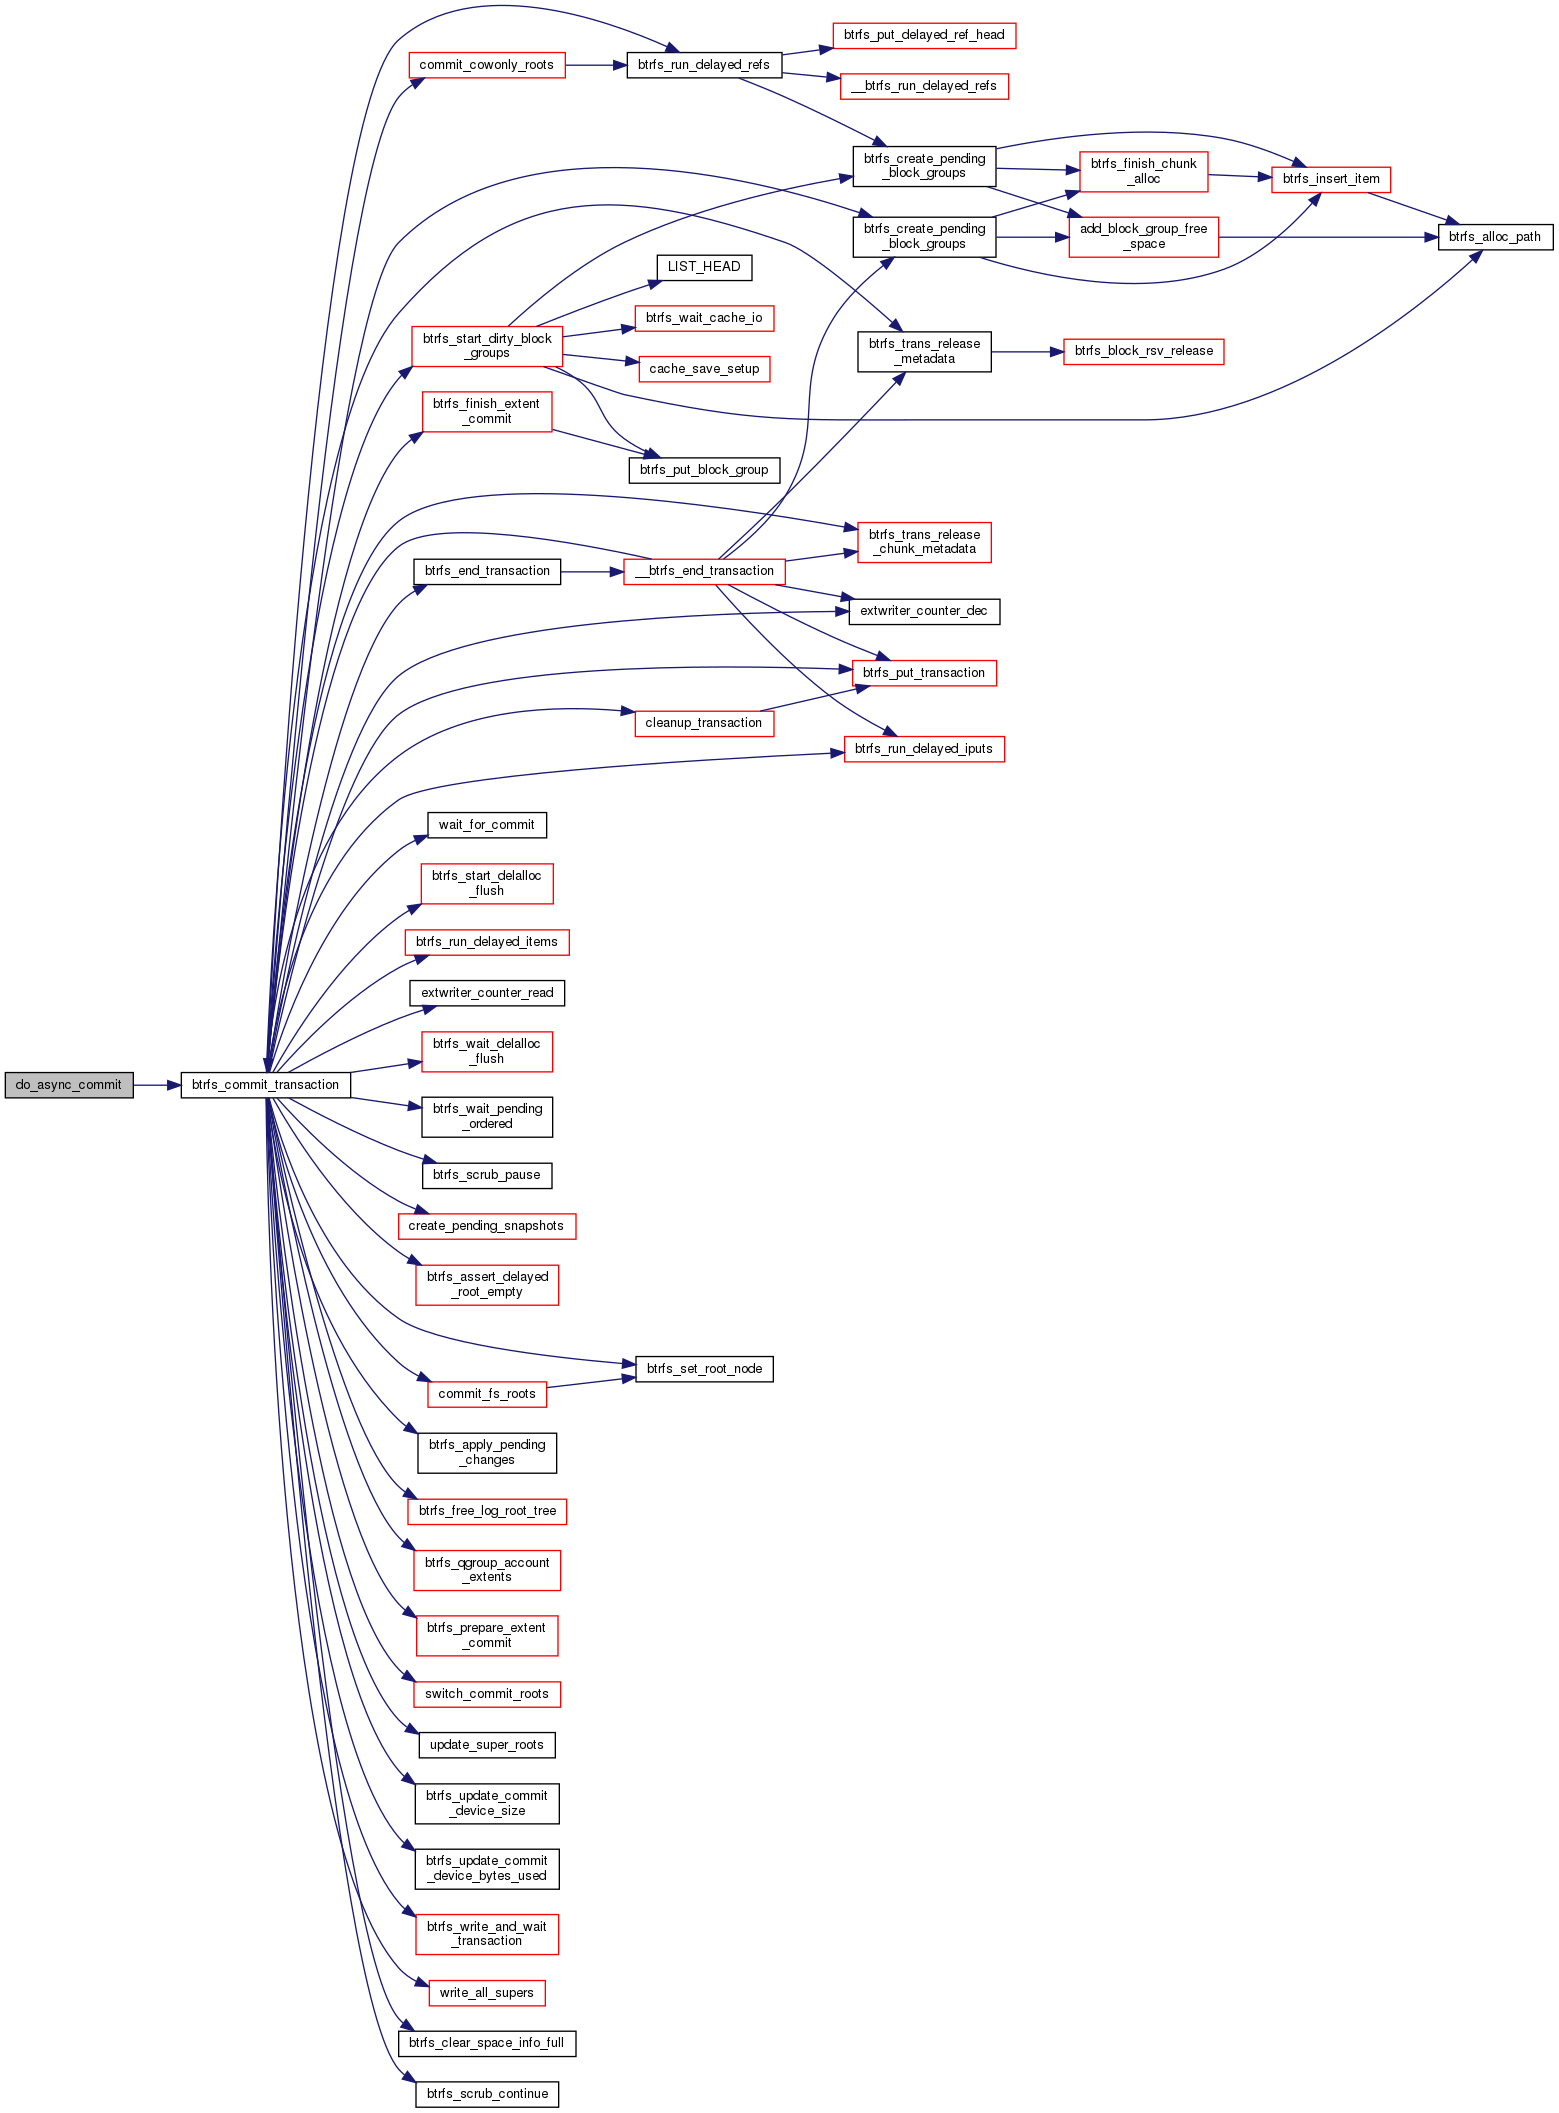 btrfs_put_delayed_ref_head
commit_cowonly_roots
btrfs_run_delayed_refs
__btrfs_run_delayed_refs
btrfs_create_pending
_block_groups
btrfs_finish_chunk
_alloc
btrfs_insert_item
btrfs_create_pending
_block_groups
add_block_group_free
_space
btrfs_alloc_path
LIST_HEAD
btrfs_wait_cache_io
btrfs_start_dirty_block
_groups
btrfs_trans_release
_metadata
btrfs_block_rsv_release
cache_save_setup
btrfs_finish_extent
_commit
btrfs_put_block_group
btrfs_trans_release
_chunk_metadata
btrfs_end_transaction
__btrfs_end_transaction
extwriter_counter_dec
btrfs_put_transaction
cleanup_transaction
btrfs_run_delayed_iputs
wait_for_commit
btrfs_start_delalloc
_flush
btrfs_run_delayed_items
extwriter_counter_read
btrfs_wait_delalloc
_flush
do_async_commit
btrfs_commit_transaction
btrfs_wait_pending
_ordered
btrfs_scrub_pause
create_pending_snapshots
btrfs_assert_delayed
_root_empty
btrfs_set_root_node
commit_fs_roots
btrfs_apply_pending
_changes
btrfs_free_log_root_tree
btrfs_qgroup_account
_extents
btrfs_prepare_extent
_commit
switch_commit_roots
update_super_roots
btrfs_update_commit
_device_size
btrfs_update_commit
_device_bytes_used
btrfs_write_and_wait
_transaction
write_all_supers
btrfs_clear_space_info_full
btrfs_scrub_continue